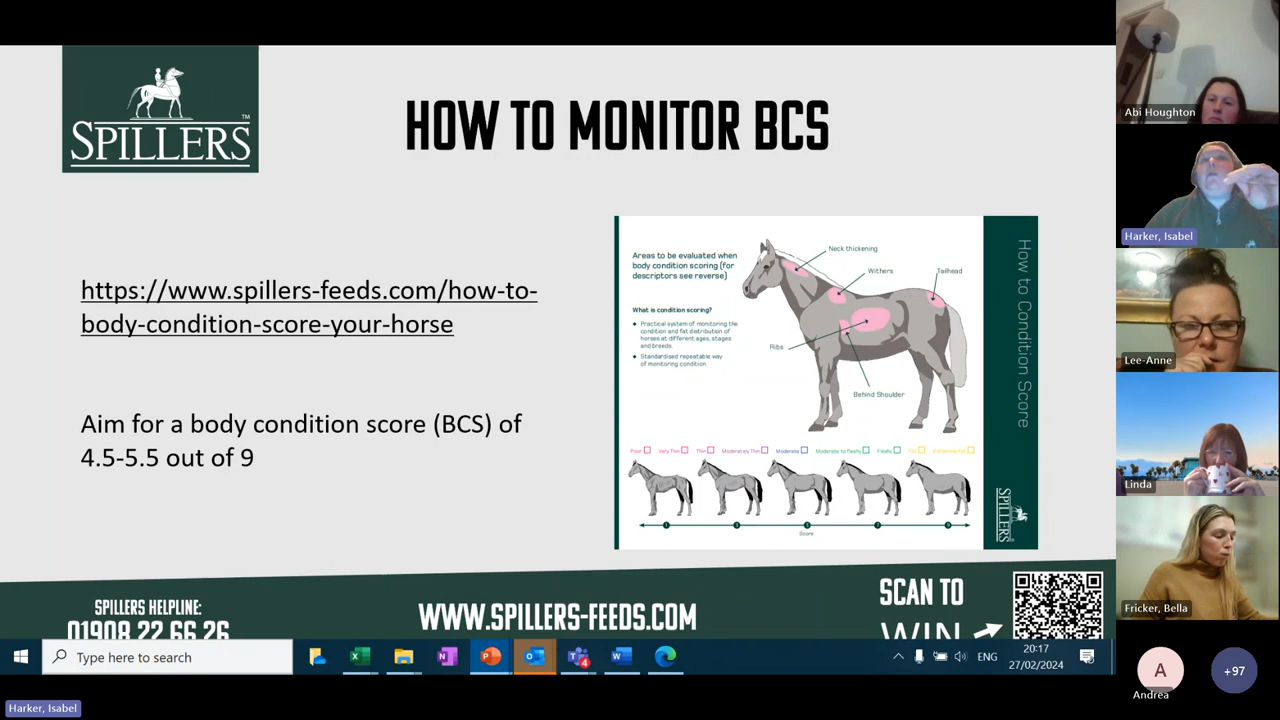 SPILLERS
™
HOW TO MONITOR BCS
https://www.spillers-feeds.com/how-to-
body-condition-score-your-horse
Aim for a body condition score (BCS) of
4.5-5.5 out of 9
Areas to be evaluated when
body condition scoring (for
descriptors see reverse)
What is condition scoring?
Practical system of monitoring the
condition and fat distribution of
horses at different ages, stages
and breeds.
Standardised repeatable way
of monitoring condition.
Neck thickening
Withers
Tailhead
Ribs
Behind Shoulder
How to Condition Score
Poor
Very Thin
Thin
Moderately Thin
Moderate
Moderate to fleshy
Fleshy
Fat
Extremely Fat
1
3
5
7
9
Score
SPILLERS
SPILLERS HELPLINE:
01908 22 66 26
WWW.SPILLERS-FEEDS.COM
SCAN TO
WIN
Type here to search
4
ENG
20:17
27/02/2024
Abi Houghton
Harker, Isabel
Lee-Anne
Linda
Fricker, Bella
A
Andrea
+97
Harker, Isabel